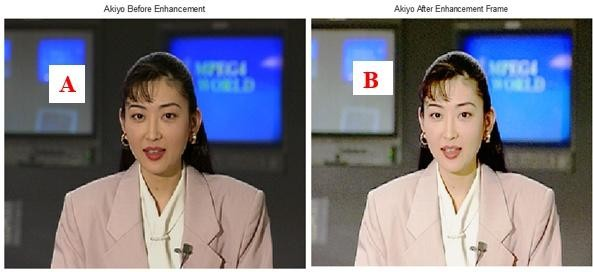 Akiyo Before Enhancement
Akiyo After Enhancement Frame
A
B
MPEG4
WORLD
MPEG4
WORLD